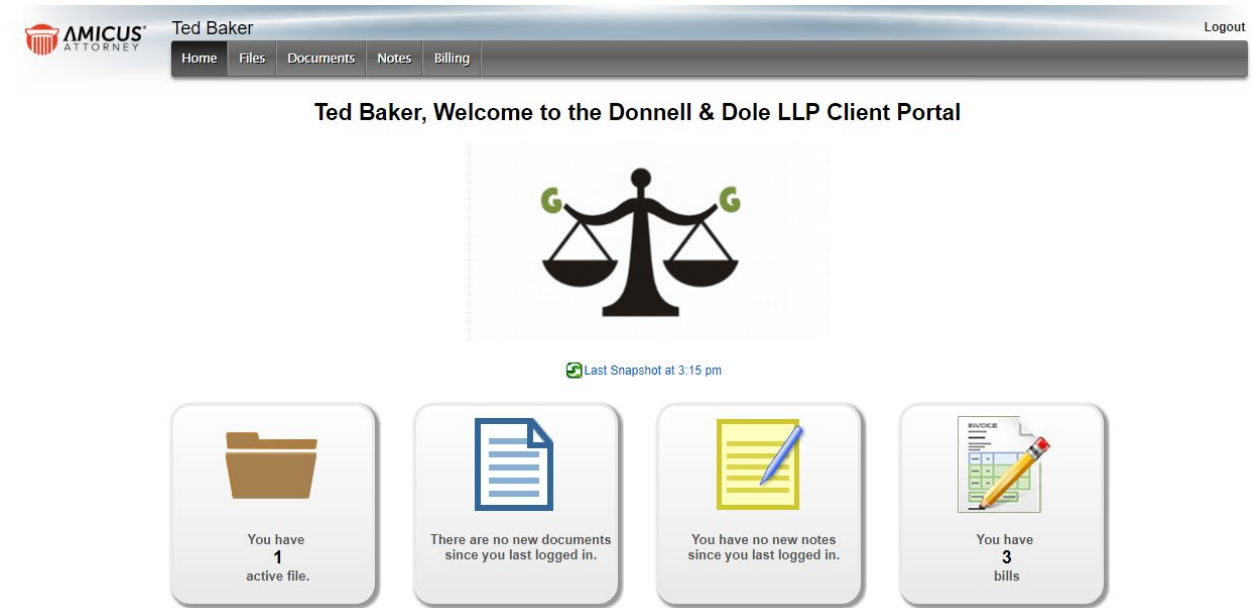 AMICUS
ATTORNEY
Ted Baker
Logout
Home Files Documents Notes Billing
Ted Baker, Welcome to the Donnell & Dole LLP Client Portal
G G
Last Snapshot at 3:15 pm
You have
1
active file.
There are no new documents
since you last logged in.
You have no new notes
since you last logged in.
INVOICE
You have
3
bills